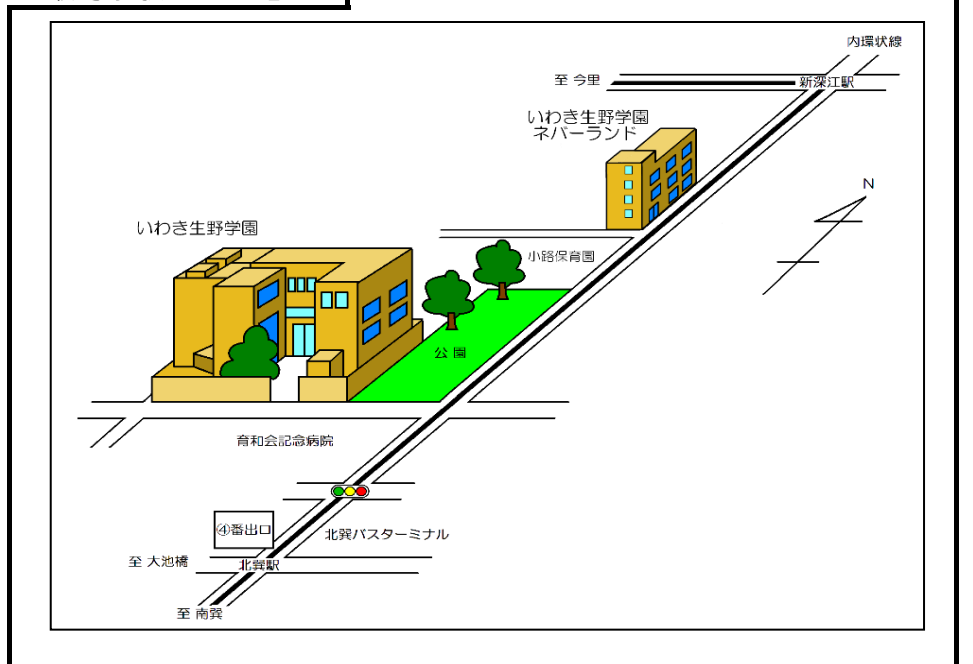 内環状線
至 今里
新深江駅
いわき生野学園
ネバーランド
N
いわき生野学園
小路保育園
公 園
育和会記念病院
④番出口
北巽バスターミナル
至 大池橋
北巽駅
至 南巽